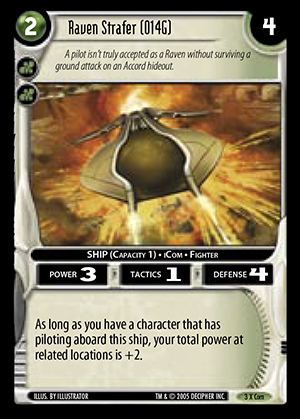 2
Raven Strafer (014G)
4
A pilot isn't truly accepted as a Raven without surviving a
ground attack on an Accord hideout.
SHIP (CAPACITY 1) • ICOM • FIGHTER
POWER 3 TACTICS 1 DEFENSE 4
As long as you have a character that has
piloting aboard this ship, your total power at
related locations is +2.
ILLUS. BY ILLUSTRATOR TM & © 2005 DECIPHER INC. 3 X Com